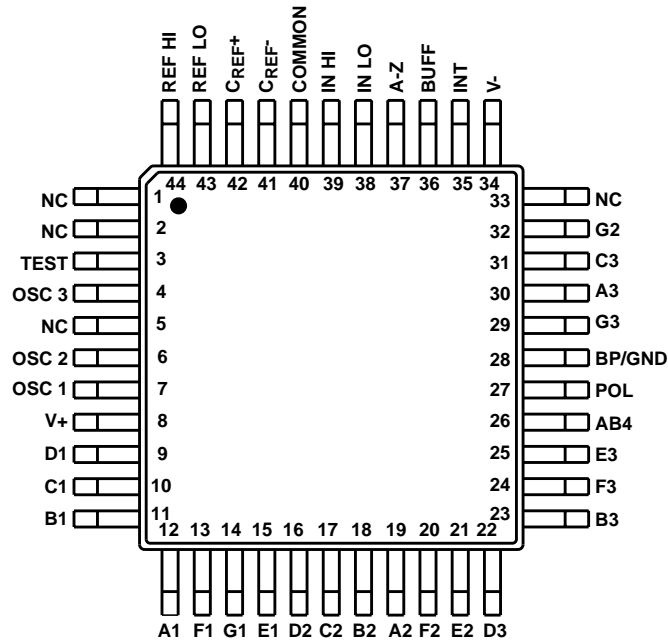 REF HI REF LO CREF+ CREF- COMMON IN HI IN LO A-Z BUFF INT V-
44 43 42 41 40 39 38 37 36 35 34
NC 1 33 NC
NC 2 32 G2
TEST 3 31 C3
OSC 3 4 30 A3
NC 5 29 G3
OSC 2 6 28 BP/GND
OSC 1 7 27 POL
V+ 8 26 AB4
D1 9 25 E3
C1 10 24 F3
B1 11 23 B3
12 13 14 15 16 17 18 19 20 21 22
A1 F1 G1 E1 D2 C2 B2 A2 F2 E2 D3